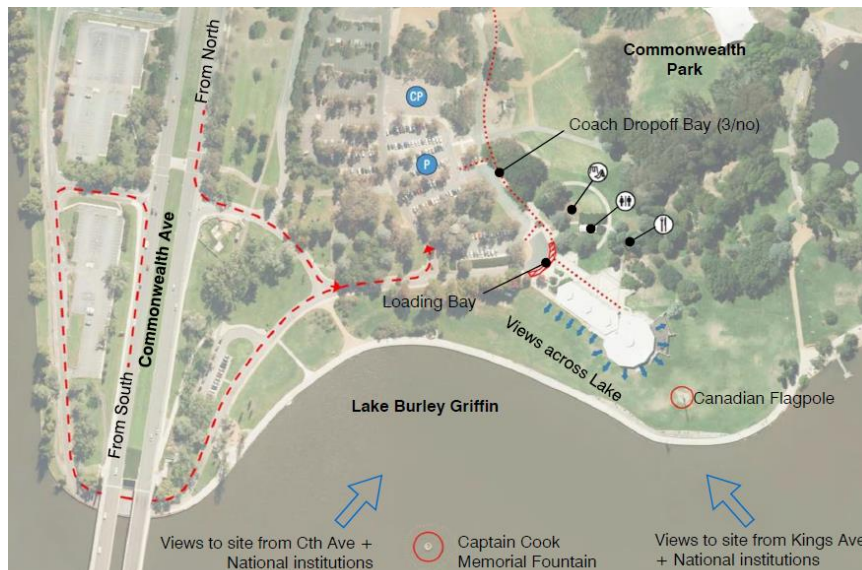 From North
Commonwealth
Park
CP
Coach Dropoff Bay (3/no)
P
Commonwealth Ave
From South
Loading Bay
Views across Lake
Canadian Flagpole
Lake Burley Griffin
Views to site from Cth Ave +
National institutions
Captain Cook
Memorial Fountain
Views to site from Kings Ave
+ National institutions